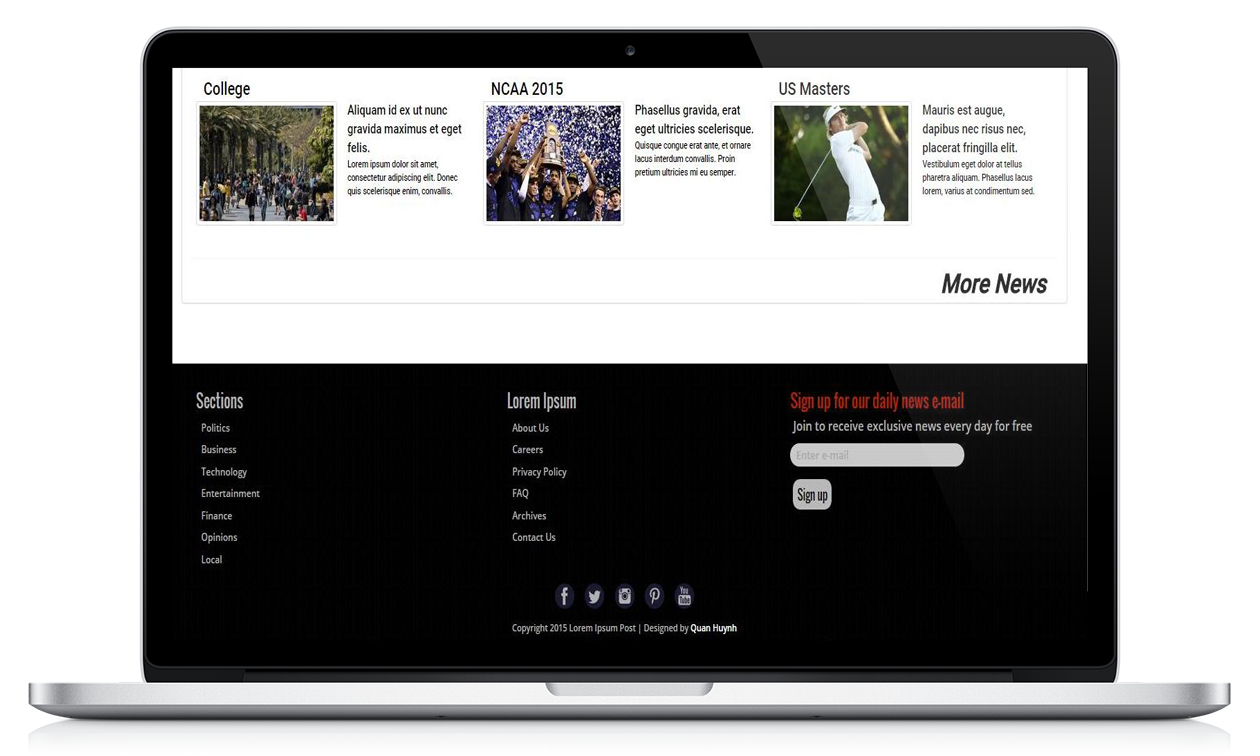 College
Aliquam id ex ut nunc
gravida maximus et eget
felis.
Lorem ipsum dolor sit amet,
consectetur adipiscing elit. Donec
quis scelerisque enim, convallis.
NCAA 2015
Phasellus gravida, erat
eget ultricies scelerisque.
Quisque congue erat ante, et ornare
lacus interdum convallis. Proin
pretium ultricies mi eu semper.
US Masters
Mauris est augue,
dapibus nec risus nec,
placerat fringilla elit.
Vestibulum eget dolor at tellus
pharetra aliquam. Phasellus lacus
lorem, varius at condimentum sed.
More News
Sections
Politics
Business
Technology
Entertainment
Finance
Opinions
Local
Lorem Ipsum
About Us
Careers
Privacy Policy
FAQ
Archives
Contact Us
Sign up for our daily news e-mail
Join to receive exclusive news every day for free
Enter e-mail
Sign up
You
Tube
Copyright 2015 Lorem Ipsum Post | Designed by Quan Huynh